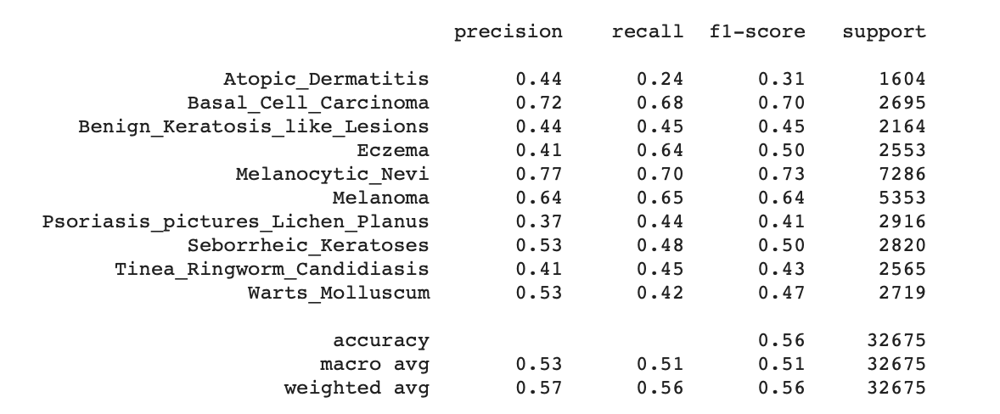 precision recall f1-score support
Atopic_Dermatitis 0.44 0.24 0.31 1604
Basal_Cell_Carcinoma 0.72 0.68 0.70 2695
Benign_Keratosis_like_Lesions 0.44 0.45 0.45 2164
Eczema 0.41 0.64 0.50 2553
Melanocytic_Nevi 0.77 0.70 0.73 7286
Melanoma 0.64 0.65 0.64 5353
Psoriasis_pictures_Lichen_Planus 0.37 0.44 0.41 2916
Seborrheic_Keratoses 0.53 0.48 0.50 2820
Tinea_Ringworm_Candidiasis 0.41 0.45 0.43 2565
Warts_Molluscum 0.53 0.42 0.47 2719
accuracy 0.56 32675
macro avg 0.53 0.51 0.51 32675
weighted avg 0.57 0.56 0.56 32675